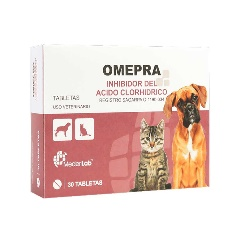 OMEPRA
INHIBIDOR DEL
ACIDO CLORHIDRICO
TABLETAS
USO VETERINARIO
30 TABLETAS